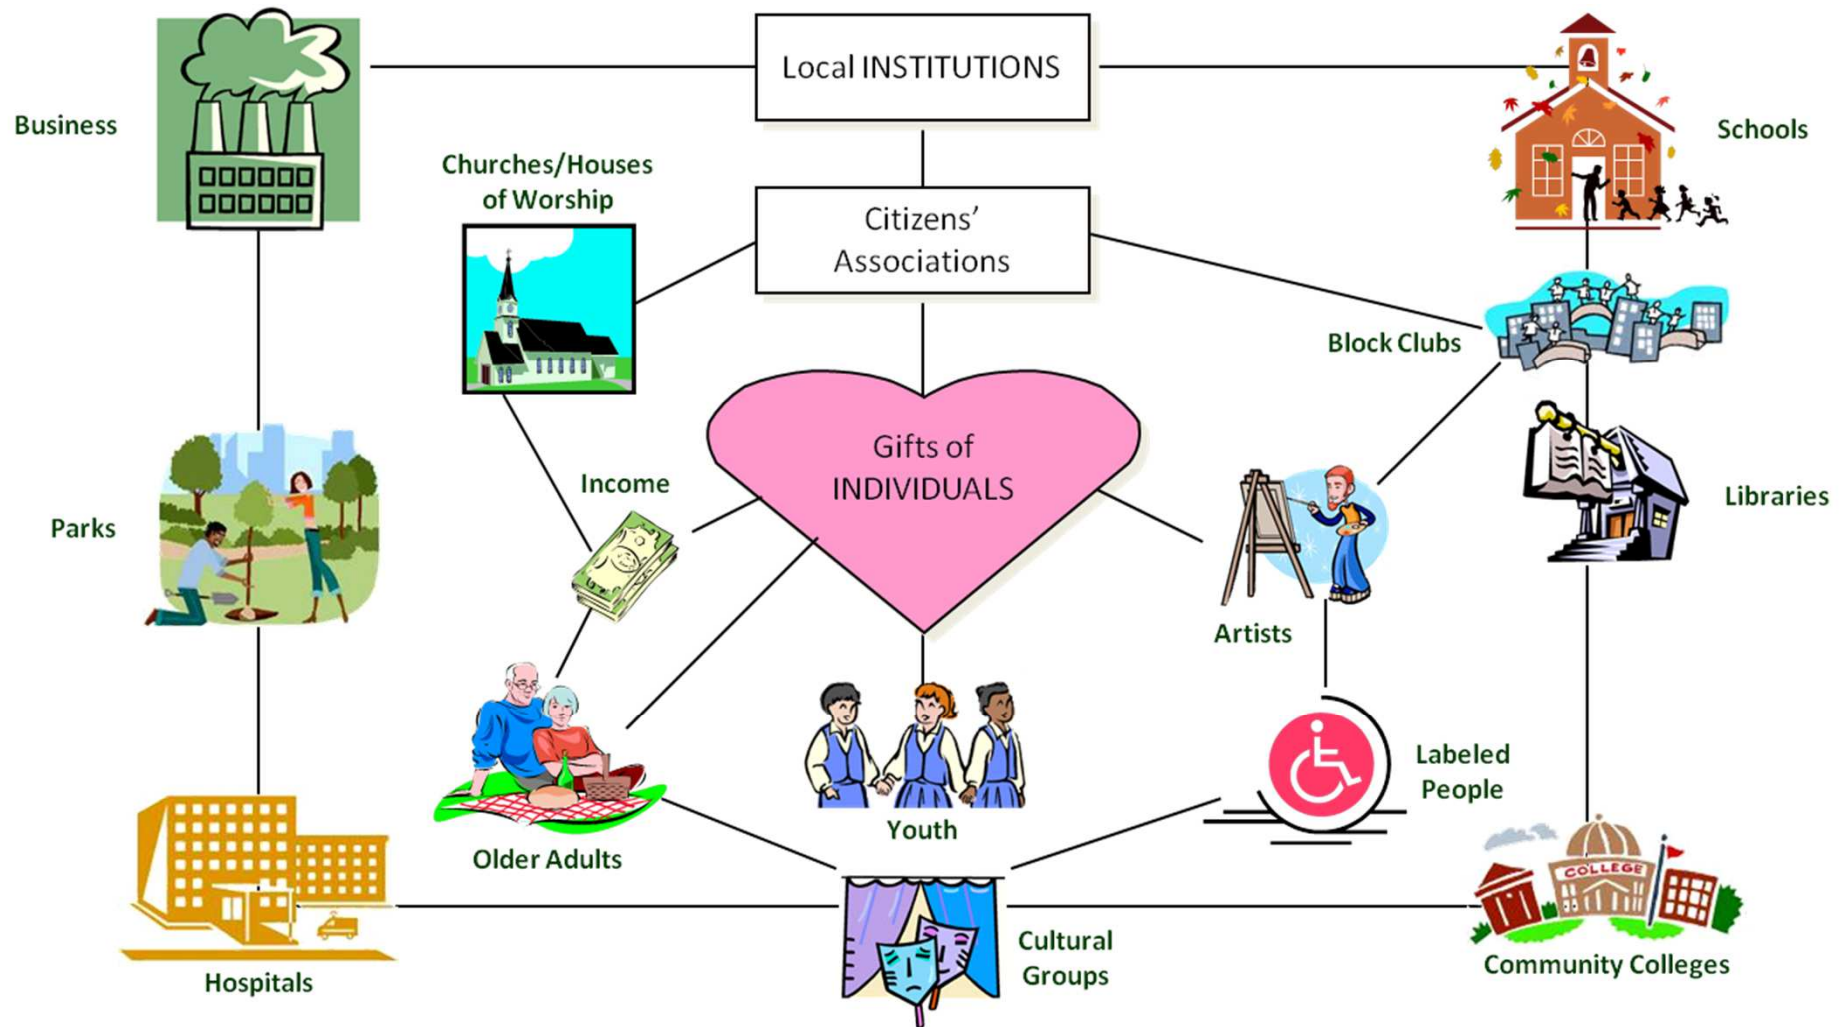 Local INSTITUTIONS
Business
Schools
Churches/Houses
of Worship
Citizens’
Associations
Block Clubs
Gifts of
INDIVIDUALS
Income
Libraries
Parks
Artists
Labeled
People
Youth
Older Adults
COLLEGE
Cultural
Groups
Community Colleges
Hospitals